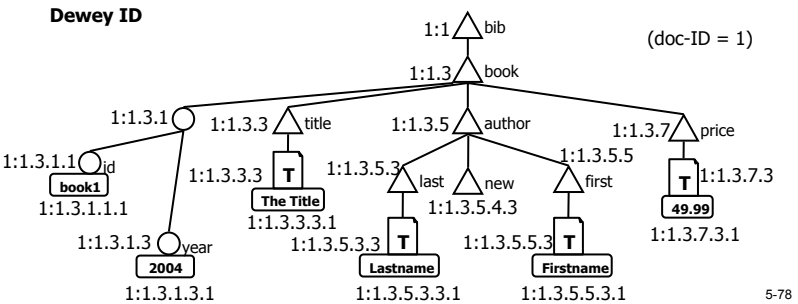 Dewey ID
1:1 bib
(doc-ID = 1)
1:1.3 book
1:1.3.1
1:1.3.3 title
1:1.3.5 author
1:1.3.7 price
1:1.3.1.1 id
book1
1:1.3.1.1.1
1:1.3.3.3 T
The Title
1:1.3.3.3.1
1:1.3.5.3 last
new
1:1.3.5.4.3
1:1.3.5.5
first
T 1:1.3.7.3
49.99
1:1.3.7.3.1
1:1.3.1.3 year
2004
1:1.3.1.3.1
1:1.3.5.3.3 T
Lastname
1:1.3.5.3.3.1
1:1.3.5.5.3 T
Firstname
1:1.3.5.5.3.1
5-78